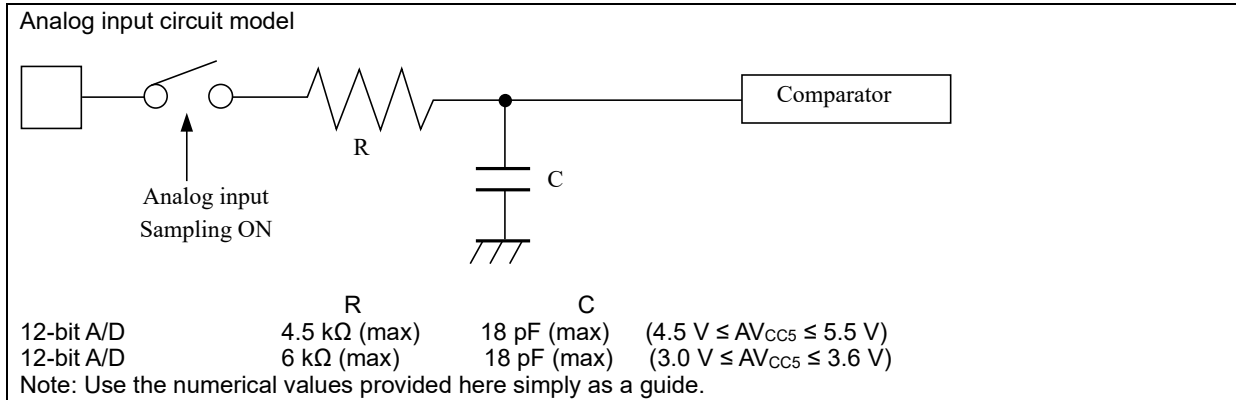 Analog input circuit model
Comparator
R
C
Analog input
Sampling ON
R C
12-bit A/D 4.5 kΩ (max) 18 pF (max) (4.5 V ≤ AVCC5 ≤ 5.5 V)
12-bit A/D 6 kΩ (max) 18 pF (max) (3.0 V ≤ AVCC5 ≤ 3.6 V)
Note: Use the numerical values provided here simply as a guide.